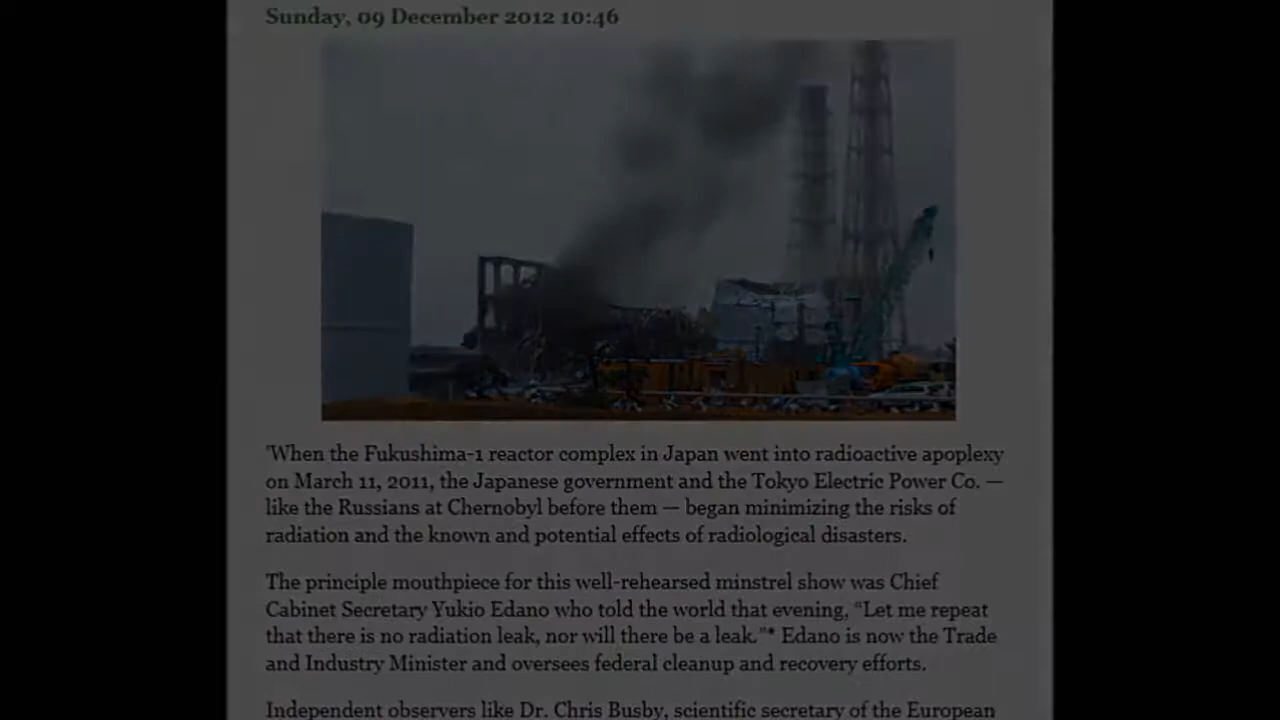 Sunday, 09 December 2012 10:46
'When the Fukushima-1 reactor complex in Japan went into radioactive apoplexy
on March 11, 2011, the Japanese government and the Tokyo Electric Power Co. —
like the Russians at Chernobyl before them — began minimizing the risks of
radiation and the known and potential effects of radiological disasters.
The principle mouthpiece for this well-rehearsed minstrel show was Chief
Cabinet Secretary Yukio Edano who told the world that evening, “Let me repeat
that there is no radiation leak, nor will there be a leak.”* Edano is now the Trade
and Industry Minister and oversees federal cleanup and recovery efforts.
Independent observers like Dr. Chris Busby, scientific secretary of the European